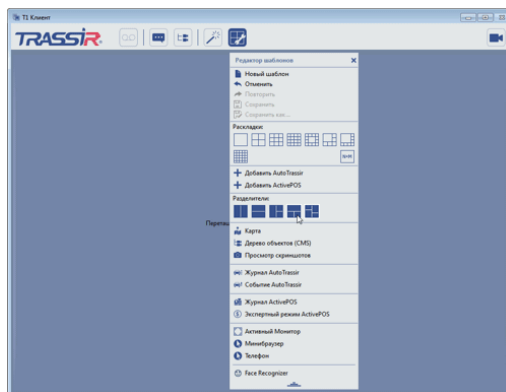 T1 Клиент
TRASSIR
Редактор шаблонов
Новый шаблон
Отменить
Повторить
Сохранить
Сохранить как...
Раскладки:
Добавить AutoTrassir
Добавить ActivePOS
Разделители:
Карта
Дерево объектов (CMS)
Просмотр скриншотов
Журнал AutoTrassir
Событие AutoTrassir
Журнал ActivePOS
Экспертный режим ActivePOS
Активный Монитор
Минибраузер
Телефон
Face Recognizer